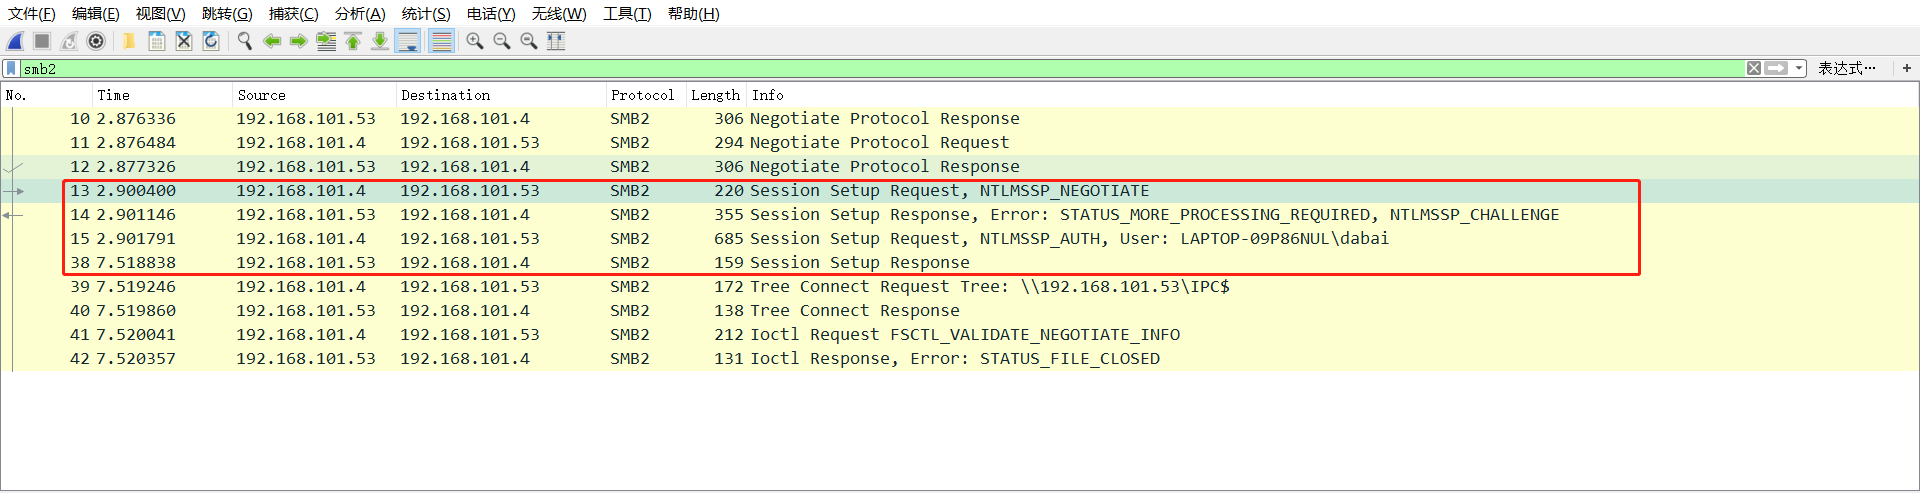 文件(F) 编辑(E) 视图(V) 跳转(G) 捕获(C) 分析(A) 统计(S) 电话(Y) 无线(W) 工具(T) 帮助(H)
smb2 表达式… +
No. Time Source Destination Protocol Length Info
10 2.876336 192.168.101.53 192.168.101.4 SMB2 306 Negotiate Protocol Response
11 2.876484 192.168.101.4 192.168.101.53 SMB2 294 Negotiate Protocol Request
12 2.877326 192.168.101.53 192.168.101.4 SMB2 306 Negotiate Protocol Response
13 2.900400 192.168.101.4 192.168.101.53 SMB2 220 Session Setup Request, NTLMSSP_NEGOTIATE
14 2.901146 192.168.101.53 192.168.101.4 SMB2 355 Session Setup Response, Error: STATUS_MORE_PROCESSING_REQUIRED, NTLMSSP_CHALLENGE
15 2.901791 192.168.101.4 192.168.101.53 SMB2 685 Session Setup Request, NTLMSSP_AUTH, User: LAPTOP-09P86NUL\dabai
38 7.518838 192.168.101.53 192.168.101.4 SMB2 159 Session Setup Response
39 7.519246 192.168.101.4 192.168.101.53 SMB2 172 Tree Connect Request Tree: \\192.168.101.53\IPC$
40 7.519860 192.168.101.53 192.168.101.4 SMB2 138 Tree Connect Response
41 7.520041 192.168.101.4 192.168.101.53 SMB2 212 Ioctl Request FSCTL_VALIDATE_NEGOTIATE_INFO
42 7.520357 192.168.101.53 192.168.101.4 SMB2 131 Ioctl Response, Error: STATUS_FILE_CLOSED